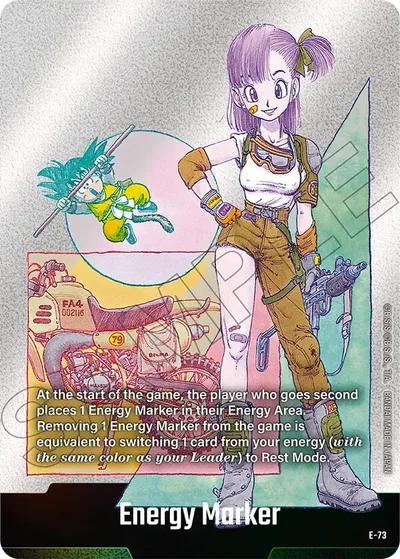 FA4
002116
79
BULMA
SAMPLE
At the start of the game, the player who goes second
places 1 Energy Marker in their Energy Area.
Removing 1 Energy Marker from the game is
equivalent to switching 1 card from your energy (with
the same color as your Leader) to Rest Mode.
Energy Marker
E-73